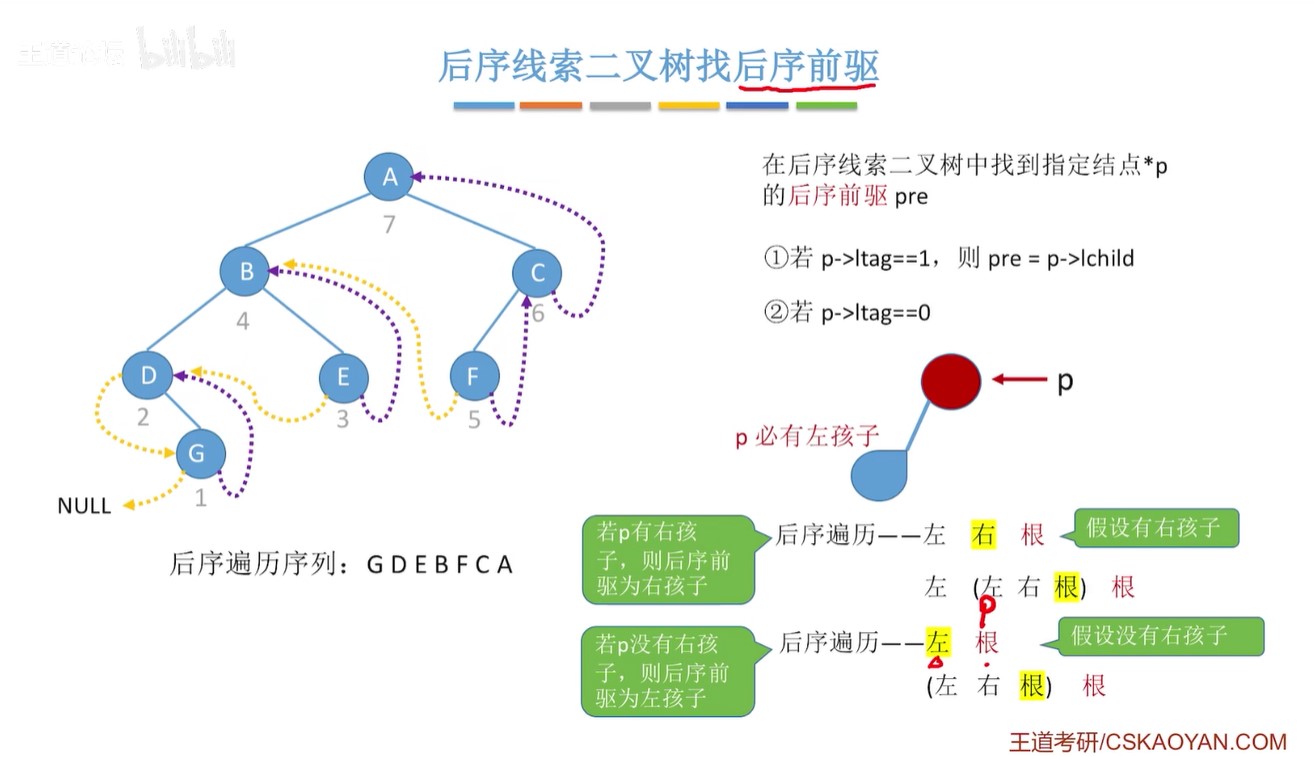 王道论坛 bilibili
后序线索二叉树找后序前驱
在后序线索二叉树中找到指定结点*p
的后序前驱 pre
①若 p->ltag==1，则 pre = p->lchild
②若 p->ltag==0
A
7
B
4
C
6
D
2
E
3
F
5
G
1
NULL
后序遍历序列：G D E B F C A
p
p 必有左孩子
若p有右孩
子，则后序前
驱为右孩子
后序遍历——左 右 根
假设有右孩子
左 (左 右 根) 根
p
若p没有右孩
子，则后序前
驱为左孩子
后序遍历——左 根
假设没有右孩子
(左 右 根) 根
王道考研/CSKAOYAN.COM